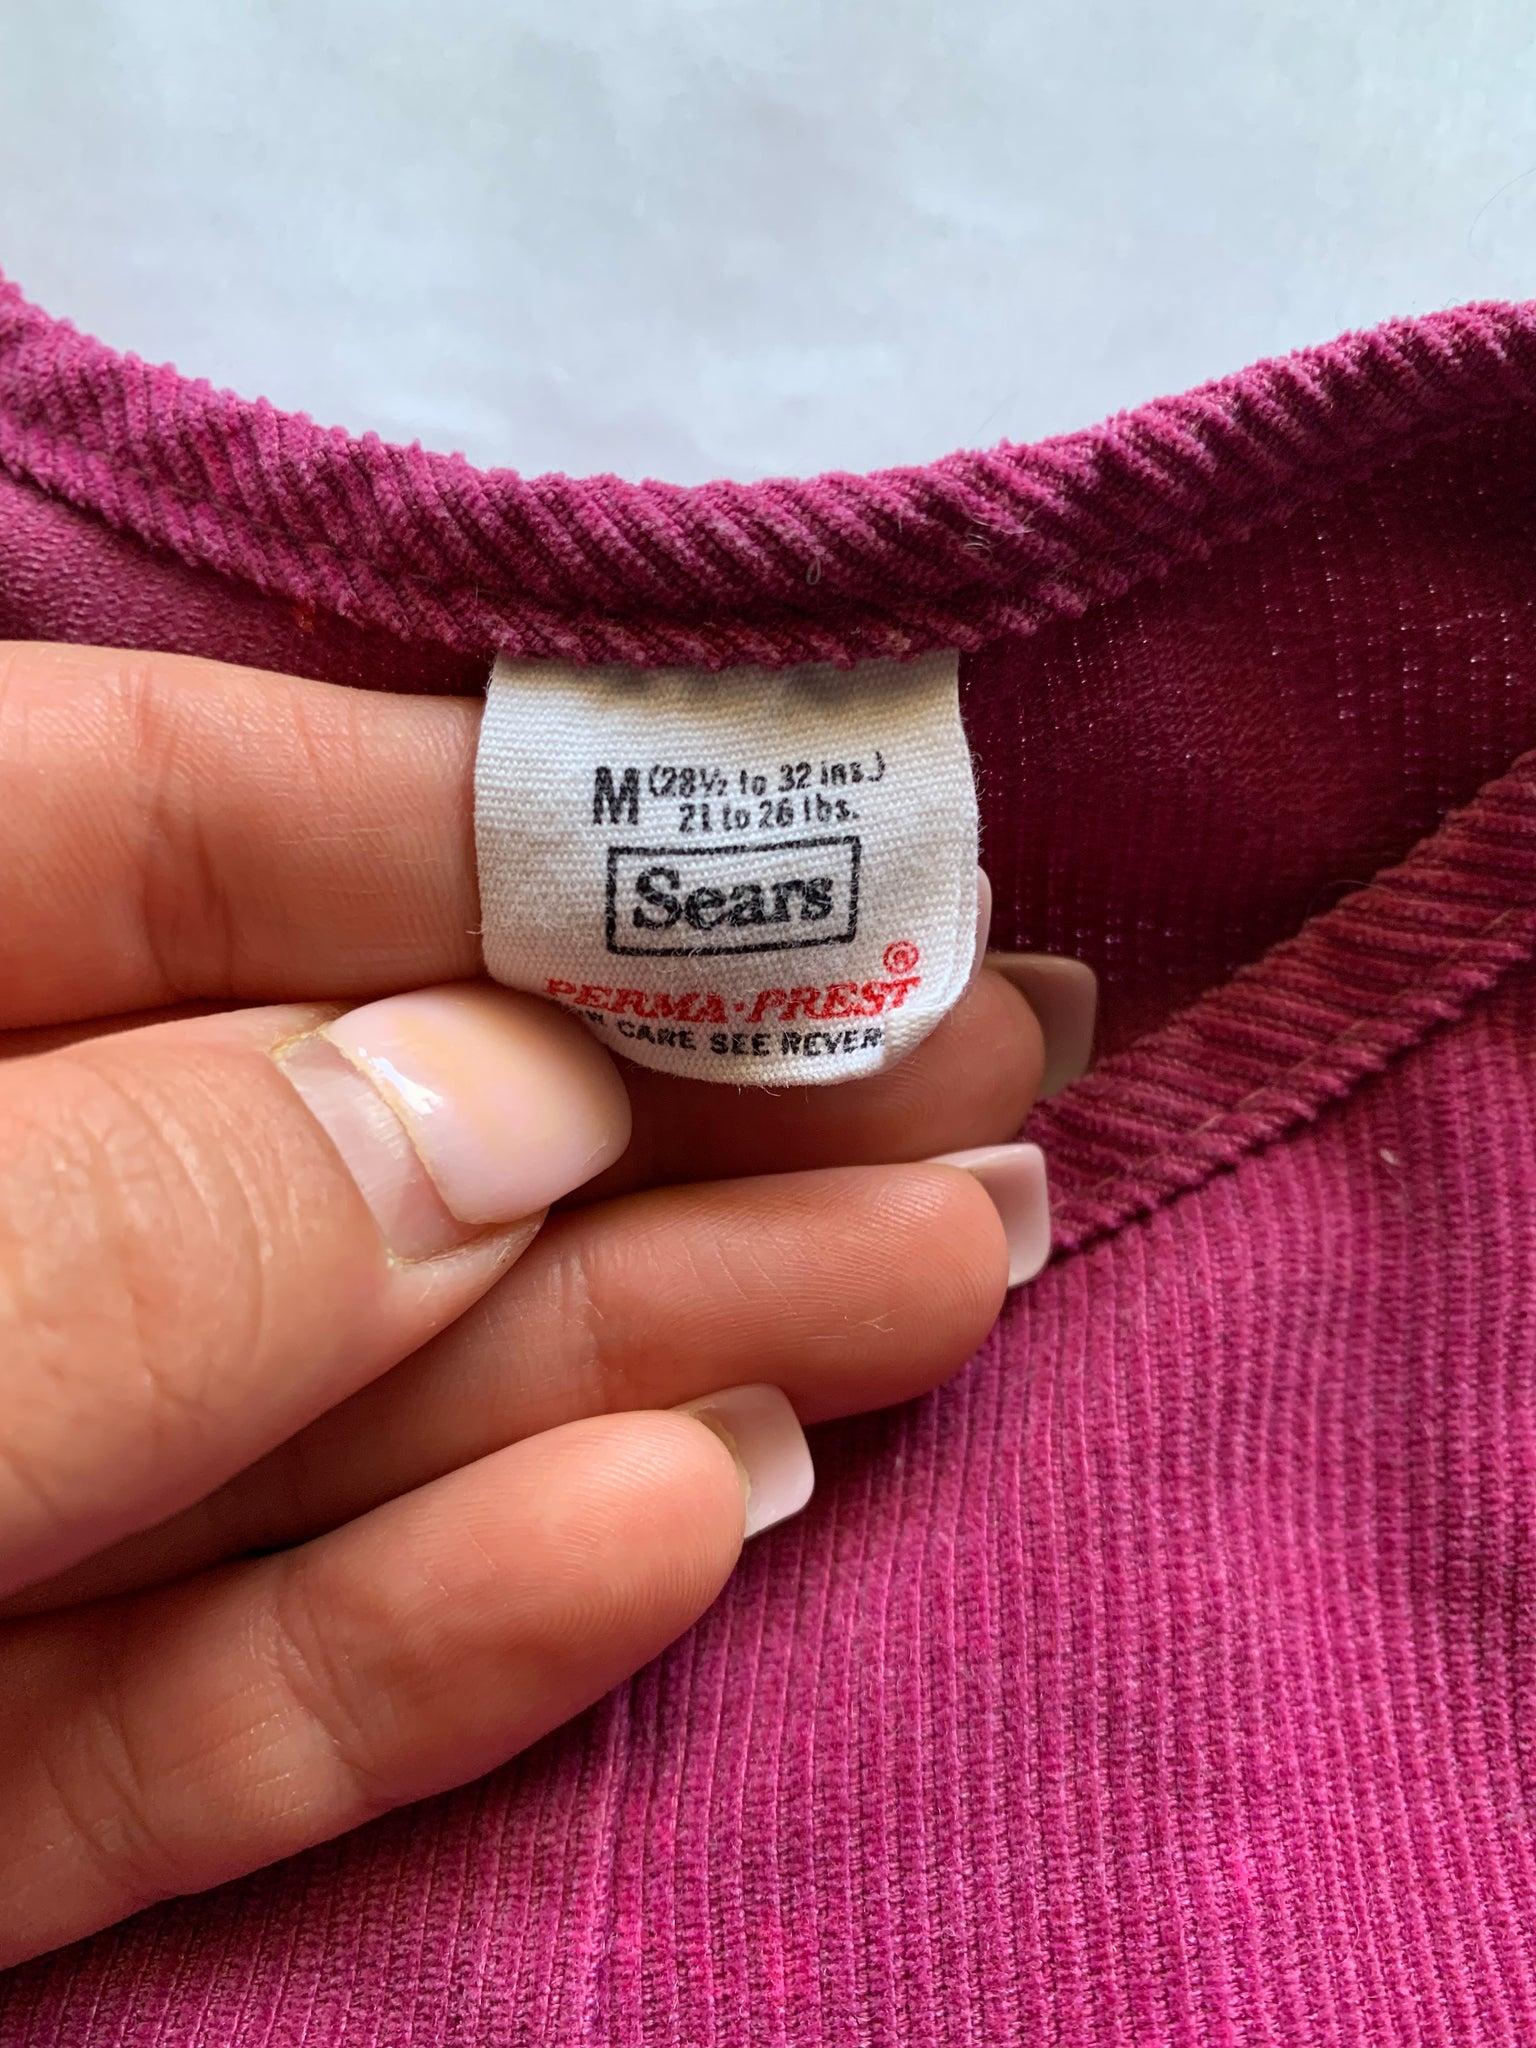 M (28½ to 32 ins.)
21 to 26 lbs.
Sears
®
PERMA·PREST
CARE SEE REVER